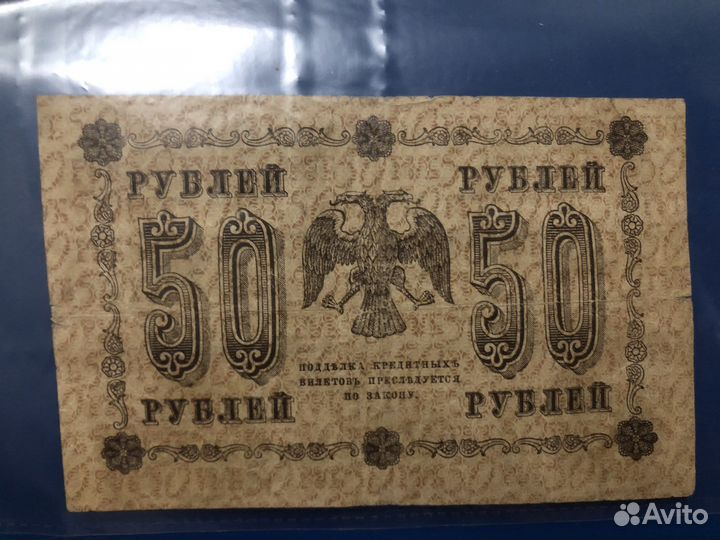 РУБЛЕЙ РУБЛЕЙ
50 50
ПОДДѢЛКА КРЕДИТНЫХЪ
БИЛЕТОВЪ ПРЕСЛѢДУЕТСЯ
ПО ЗАКОНУ.
РУБЛЕЙ РУБЛЕЙ
Avito